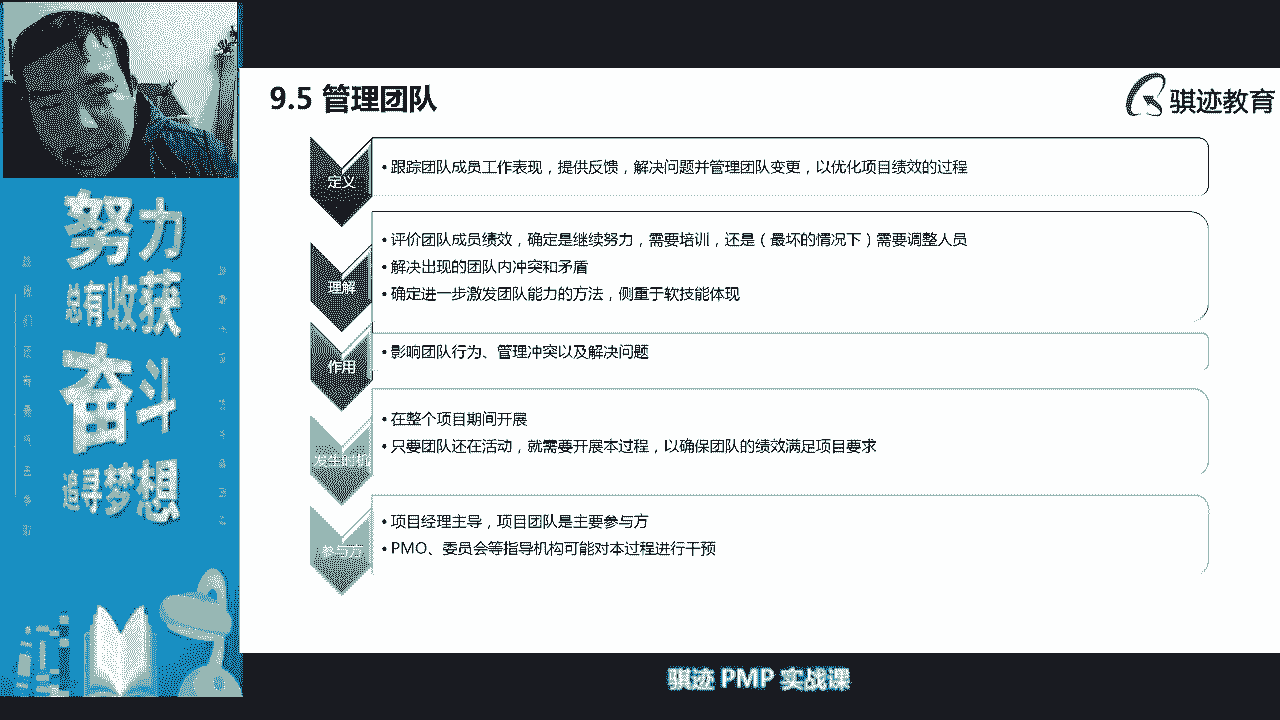 9.5 管理团队
骐迹教育
定义
•跟踪团队成员工作表现，提供反馈，解决问题并管理团队变更，以优化项目绩效的过程
理解
•评价团队成员绩效，确定是继续努力，需要培训，还是（最坏的情况下）需要调整人员
•解决出现的团队内冲突和矛盾
•确定进一步激发团队能力的方法，侧重于软技能体现
作用
•影响团队行为、管理冲突以及解决问题
发生时机
•在整个项目期间开展
•只要团队还在活动，就需要开展本过程，以确保团队的绩效满足项目要求
参与方
•项目经理主导，项目团队是主要参与方
•PMO、委员会等指导机构可能对本过程进行干预
努力
总有收获
奋斗
追寻梦想
骐迹 PMP 实战课